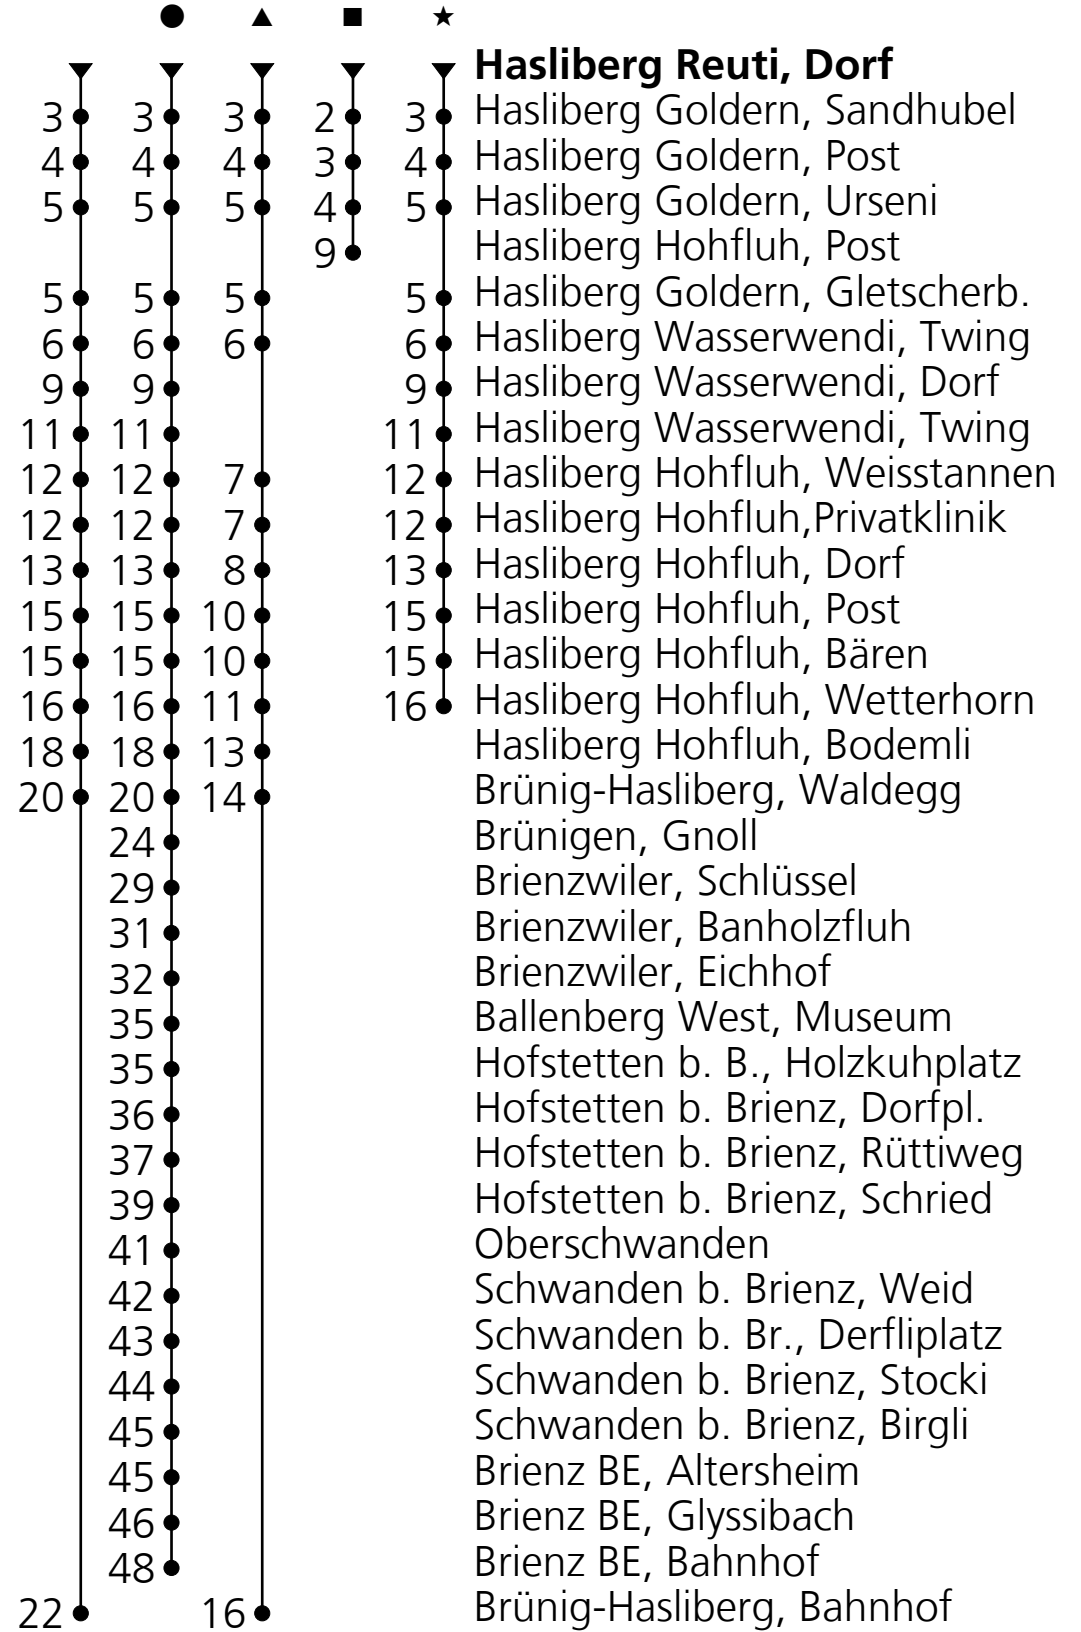 ● ▲ ■ ★
Hasliberg Reuti, Dorf
3 3 3 2 3 Hasliberg Goldern, Sandhubel
4 4 4 3 4 Hasliberg Goldern, Post
5 5 5 4 5 Hasliberg Goldern, Urseni
9 Hasliberg Hohfluh, Post
5 5 5 5 Hasliberg Goldern, Gletscherb.
6 6 6 6 Hasliberg Wasserwendi, Twing
9 9 9 Hasliberg Wasserwendi, Dorf
11 11 11 Hasliberg Wasserwendi, Twing
12 12 7 12 Hasliberg Hohfluh, Weisstannen
12 12 7 12 Hasliberg Hohfluh,Privatklinik
13 13 8 13 Hasliberg Hohfluh, Dorf
15 15 10 15 Hasliberg Hohfluh, Post
15 15 10 15 Hasliberg Hohfluh, Bären
16 16 11 16 Hasliberg Hohfluh, Wetterhorn
18 18 13 Hasliberg Hohfluh, Bodemli
20 20 14 Brünig-Hasliberg, Waldegg
24 Brünigen, Gnoll
29 Brienzwiler, Schlüssel
31 Brienzwiler, Banholzfluh
32 Brienzwiler, Eichhof
35 Ballenberg West, Museum
35 Hofstetten b. B., Holzkuhplatz
36 Hofstetten b. Brienz, Dorfpl.
37 Hofstetten b. Brienz, Rüttiweg
39 Hofstetten b. Brienz, Schried
41 Oberschwanden
42 Schwanden b. Brienz, Weid
43 Schwanden b. Br., Derfliplatz
44 Schwanden b. Brienz, Stocki
45 Schwanden b. Brienz, Birgli
45 Brienz BE, Altersheim
46 Brienz BE, Glyssibach
48 Brienz BE, Bahnhof
22 16 Brünig-Hasliberg, Bahnhof